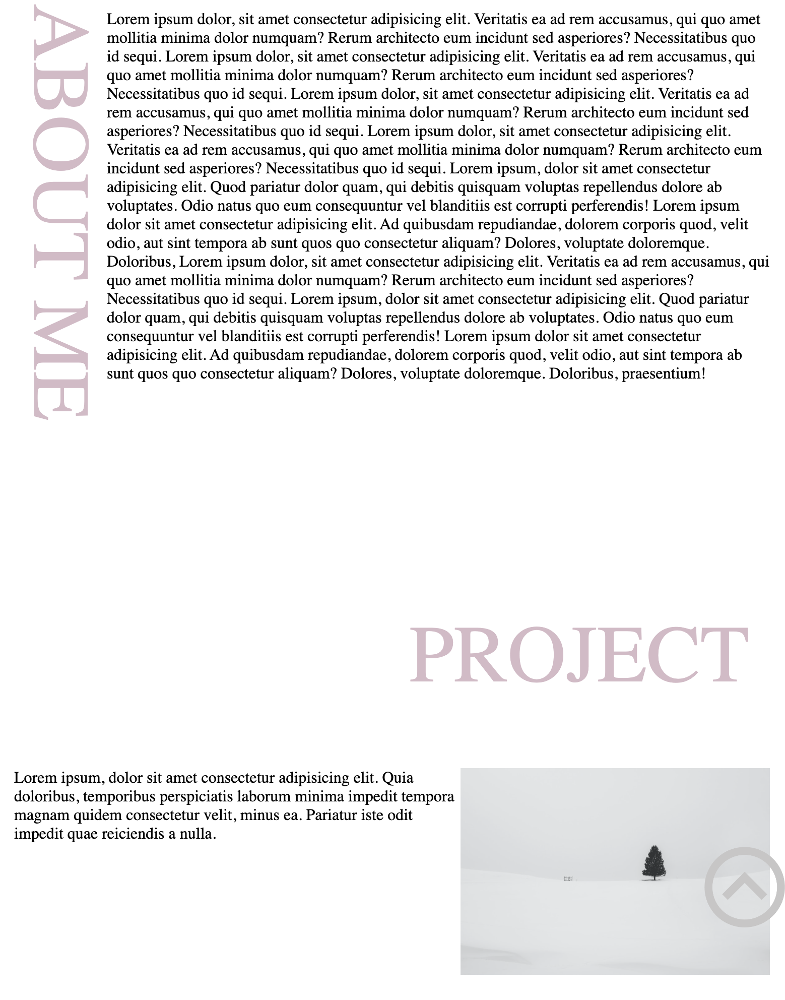 ABOUT ME
Lorem ipsum dolor, sit amet consectetur adipisicing elit. Veritatis ea ad rem accusamus, qui quo amet
mollitia minima dolor numquam? Rerum architecto eum incidunt sed asperiores? Necessitatibus quo
id sequi. Lorem ipsum dolor, sit amet consectetur adipisicing elit. Veritatis ea ad rem accusamus, qui
quo amet mollitia minima dolor numquam? Rerum architecto eum incidunt sed asperiores?
Necessitatibus quo id sequi. Lorem ipsum dolor, sit amet consectetur adipisicing elit. Veritatis ea ad
rem accusamus, qui quo amet mollitia minima dolor numquam? Rerum architecto eum incidunt sed
asperiores? Necessitatibus quo id sequi. Lorem ipsum dolor, sit amet consectetur adipisicing elit.
Veritatis ea ad rem accusamus, qui quo amet mollitia minima dolor numquam? Rerum architecto eum
incidunt sed asperiores? Necessitatibus quo id sequi. Lorem ipsum, dolor sit amet consectetur
adipisicing elit. Quod pariatur dolor quam, qui debitis quisquam voluptas repellendus dolore ab
voluptates. Odio natus quo eum consequuntur vel blanditiis est corrupti perferendis! Lorem ipsum
dolor sit amet consectetur adipisicing elit. Ad quibusdam repudiandae, dolorem corporis quod, velit
odio, aut sint tempora ab sunt quos quo consectetur aliquam? Dolores, voluptate doloremque.
Doloribus, Lorem ipsum dolor, sit amet consectetur adipisicing elit. Veritatis ea ad rem accusamus, qui
quo amet mollitia minima dolor numquam? Rerum architecto eum incidunt sed asperiores?
Necessitatibus quo id sequi. Lorem ipsum, dolor sit amet consectetur adipisicing elit. Quod pariatur
dolor quam, qui debitis quisquam voluptas repellendus dolore ab voluptates. Odio natus quo eum
consequuntur vel blanditiis est corrupti perferendis! Lorem ipsum dolor sit amet consectetur
adipisicing elit. Ad quibusdam repudiandae, dolorem corporis quod, velit odio, aut sint tempora ab
sunt quos quo consectetur aliquam? Dolores, voluptate doloremque. Doloribus, praesentium!
PROJECT
Lorem ipsum, dolor sit amet consectetur adipisicing elit. Quia
doloribus, temporibus perspiciatis laborum minima impedit tempora
magnam quidem consectetur velit, minus ea. Pariatur iste odit
impedit quae reiciendis a nulla.